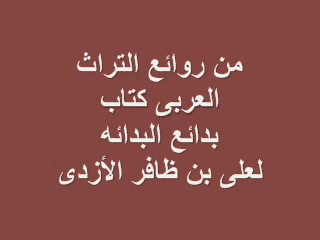 من روائع التراث
العربى كتاب
بدائع البدائه
لعلى بن ظافر الأزدى